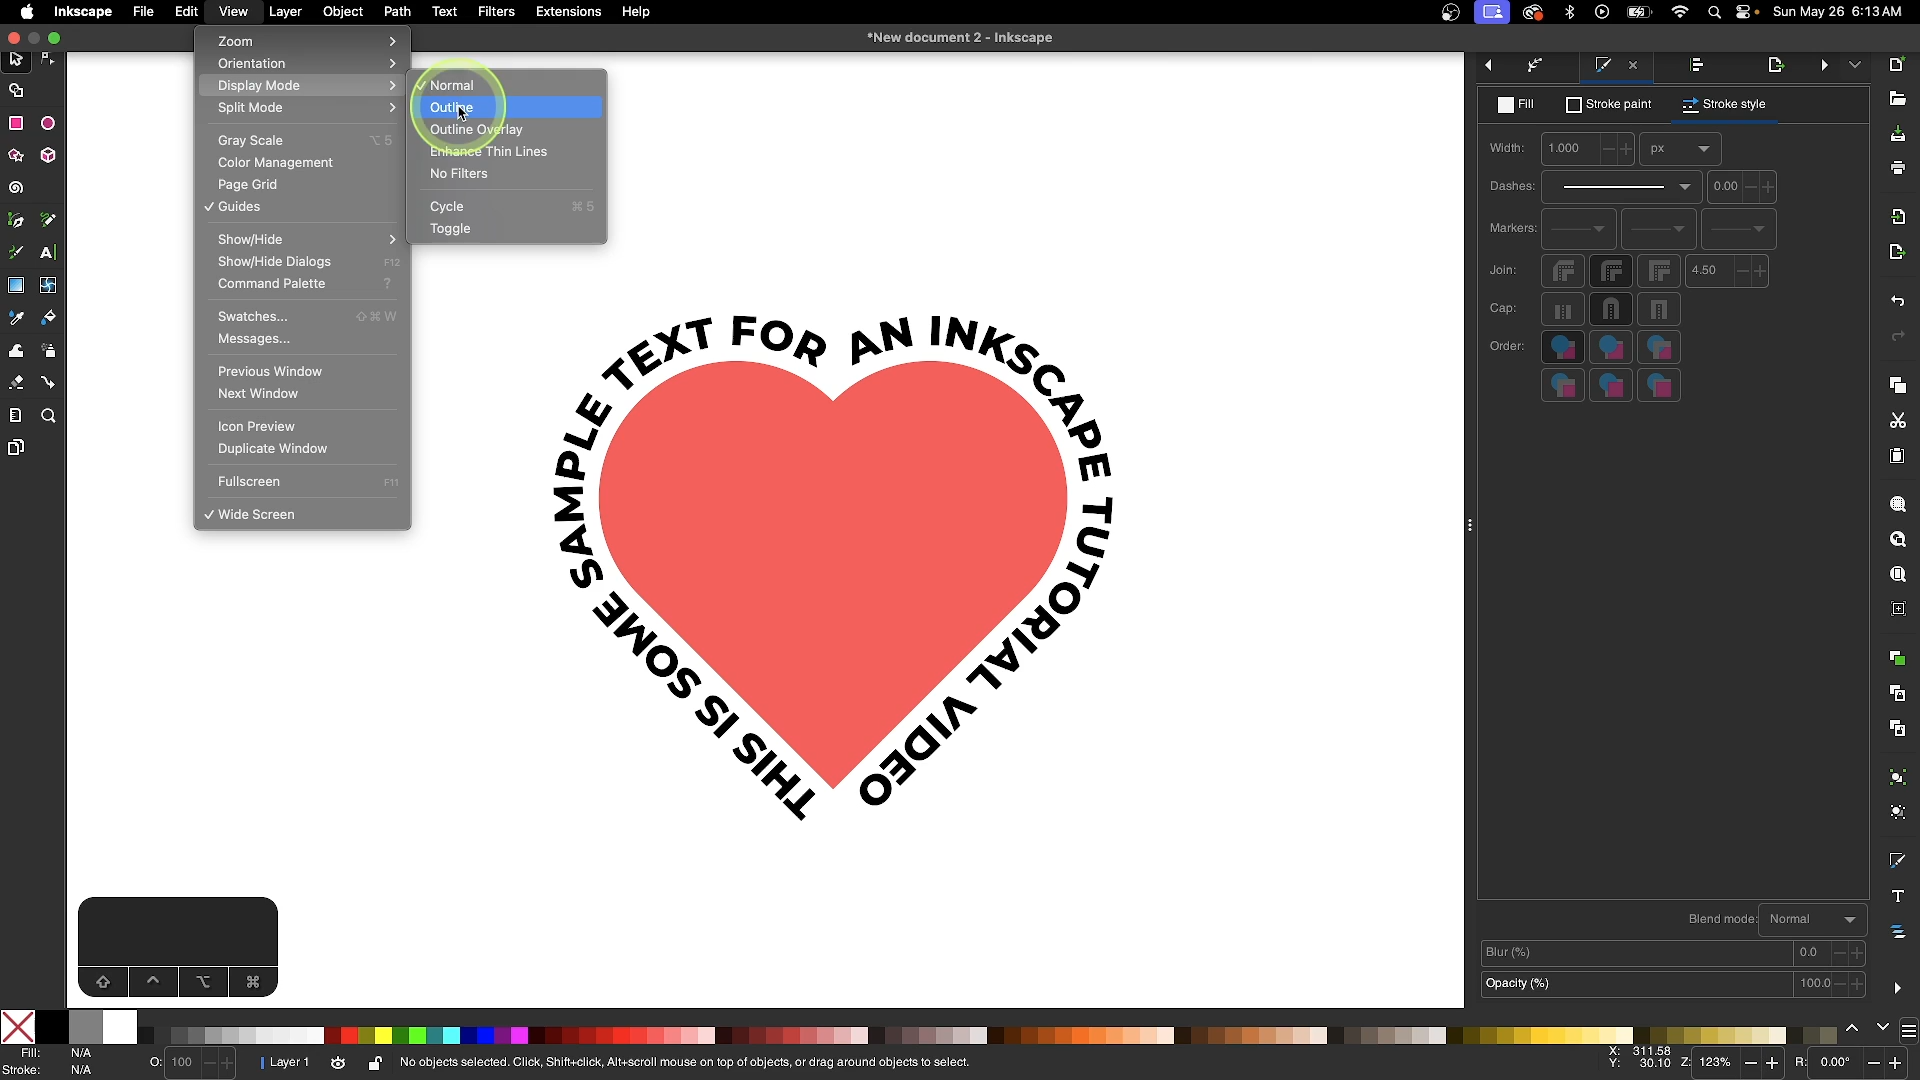 Inkscape File Edit View Layer Object Path Text Filters Extensions Help Sun May 26 6:13 AM
*New document 2 - Inkscape
Zoom
Orientation
Display Mode
Split Mode
Gray Scale ⌥ 5
Color Management
Page Grid
✓ Guides
Show/Hide
Show/Hide Dialogs F12
Command Palette ?
Swatches... ⇧⌘ W
Messages...
Previous Window
Next Window
Icon Preview
Duplicate Window
Fullscreen F11
✓ Wide Screen
✓ Normal
Outline
Outline Overlay
Enhance Thin Lines
No Filters
Cycle ⌘ 5
Toggle
THIS IS SOME SAMPLE TEXT FOR AN INKSCAPE TUTORIAL VIDEO
Fill Stroke paint Stroke style
Width: 1.000 px
Dashes: 0.00
Markers:
Join: 4.50
Cap:
Order:
Blend mode: Normal
Blur (%) 0.0
Opacity (%) 100.0
Fill: N/A
Stroke: N/A
O: 100
Layer 1
No objects selected. Click, Shift+click, Alt+scroll mouse on top of objects, or drag around objects to select.
X: 311.58
Y: 30.10
Z: 123%
R: 0.00°